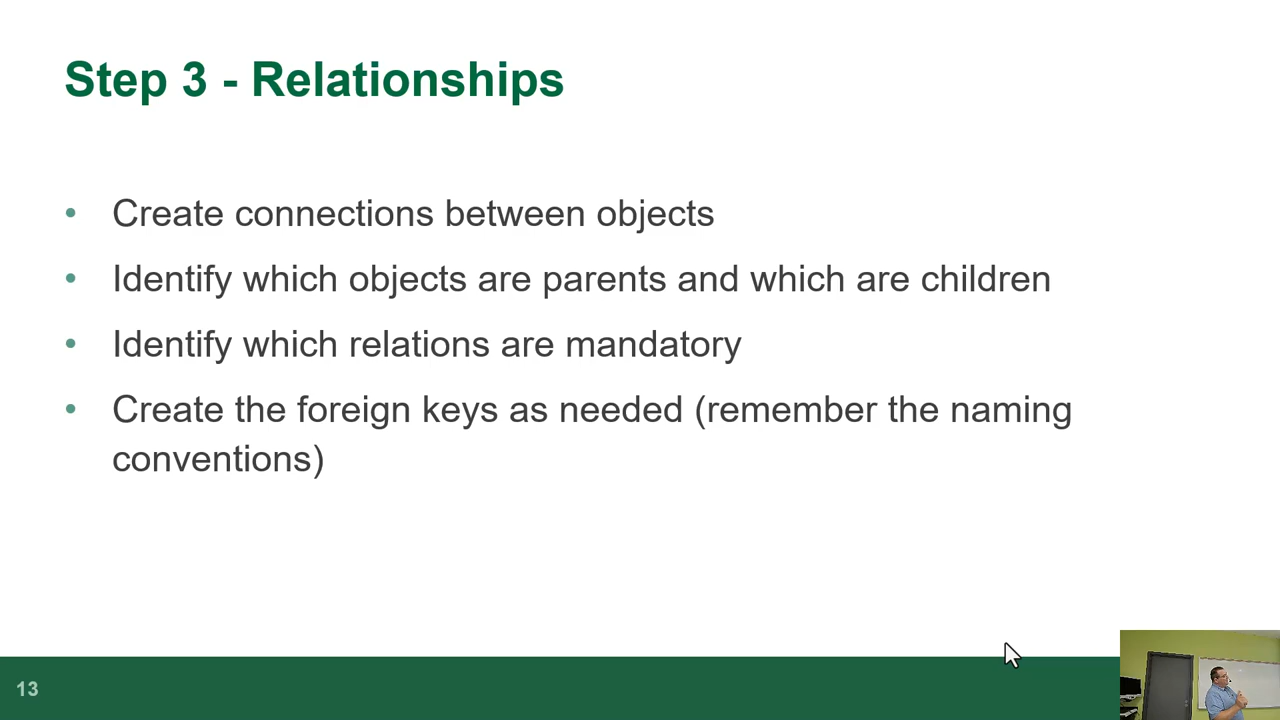 Step 3 - Relationships
• Create connections between objects
• Identify which objects are parents and which are children
• Identify which relations are mandatory
• Create the foreign keys as needed (remember the naming
conventions)
13